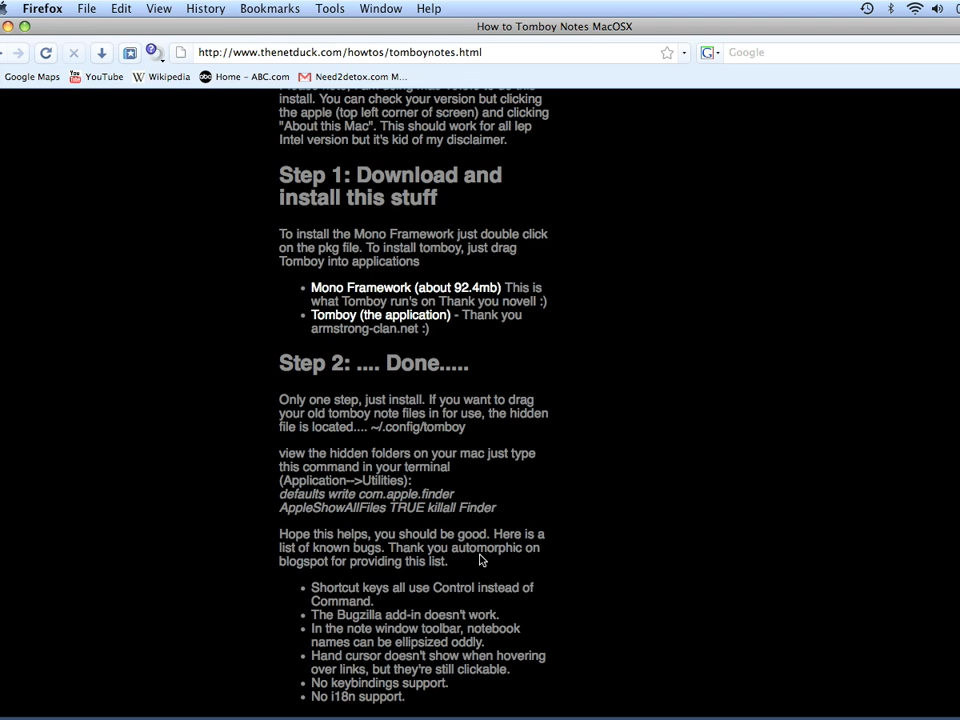 Firefox File Edit View History Bookmarks Tools Window Help
How to Tomboy Notes MacOSX
http://www.thenetduck.com/howtos/tomboynotes.html
Google
Google Maps YouTube Wikipedia Home - ABC.com Need2detox.com M...
install. You can check your version but clicking
the apple (top left corner of screen) and clicking
"About this Mac". This should work for all lep
Intel version but it's kid of my disclaimer.
Step 1: Download and
install this stuff
To install the Mono Framework just double click
on the pkg file. To install tomboy, just drag
Tomboy into applications
Mono Framework (about 92.4mb) This is
what Tomboy run's on Thank you novell :)
Tomboy (the application) - Thank you
armstrong-clan.net :)
Step 2: .... Done.....
Only one step, just install. If you want to drag
your old tomboy note files in for use, the hidden
file is located.... ~/.config/tomboy
view the hidden folders on your mac just type
this command in your terminal
(Application-->Utilities):
defaults write com.apple.finder
AppleShowAllFiles TRUE killall Finder
Hope this helps, you should be good. Here is a
list of known bugs. Thank you automorphic on
blogspot for providing this list.
Shortcut keys all use Control instead of
Command.
The Bugzilla add-in doesn't work.
In the note window toolbar, notebook
names can be ellipsized oddly.
Hand cursor doesn't show when hovering
over links, but they're still clickable.
No keybindings support.
No i18n support.